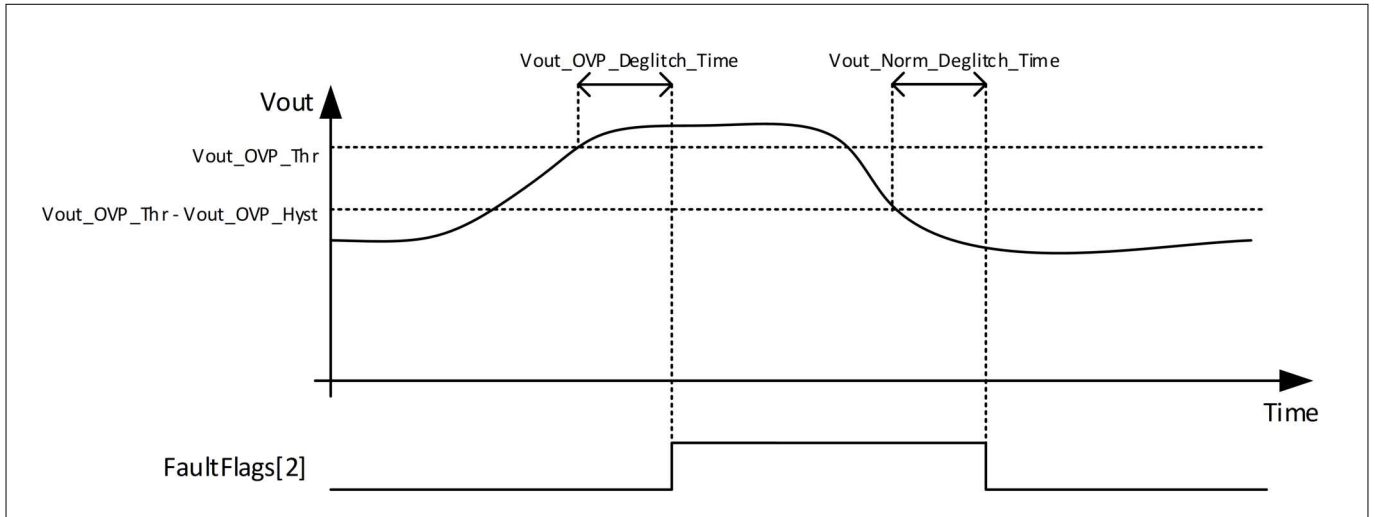 Vout_OVP_Deglitch_Time
Vout_Norm_Deglitch_Time
Vout
Vout_OVP_Thr
Vout_OVP_Thr - Vout_OVP_Hyst
Time
FaultFlags[2]